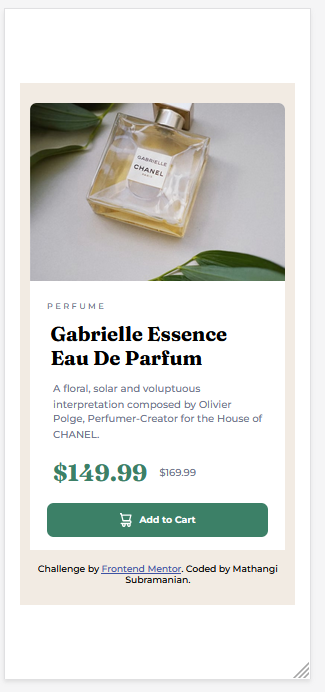 GABRIELLE
CHANEL
PARIS
PERFUME
Gabrielle Essence
Eau De Parfum
A floral, solar and voluptuous
interpretation composed by Olivier
Polge, Perfumer-Creator for the House of
CHANEL.
$149.99 $169.99
Add to Cart
Challenge by Frontend Mentor. Coded by Mathangi
Subramanian.